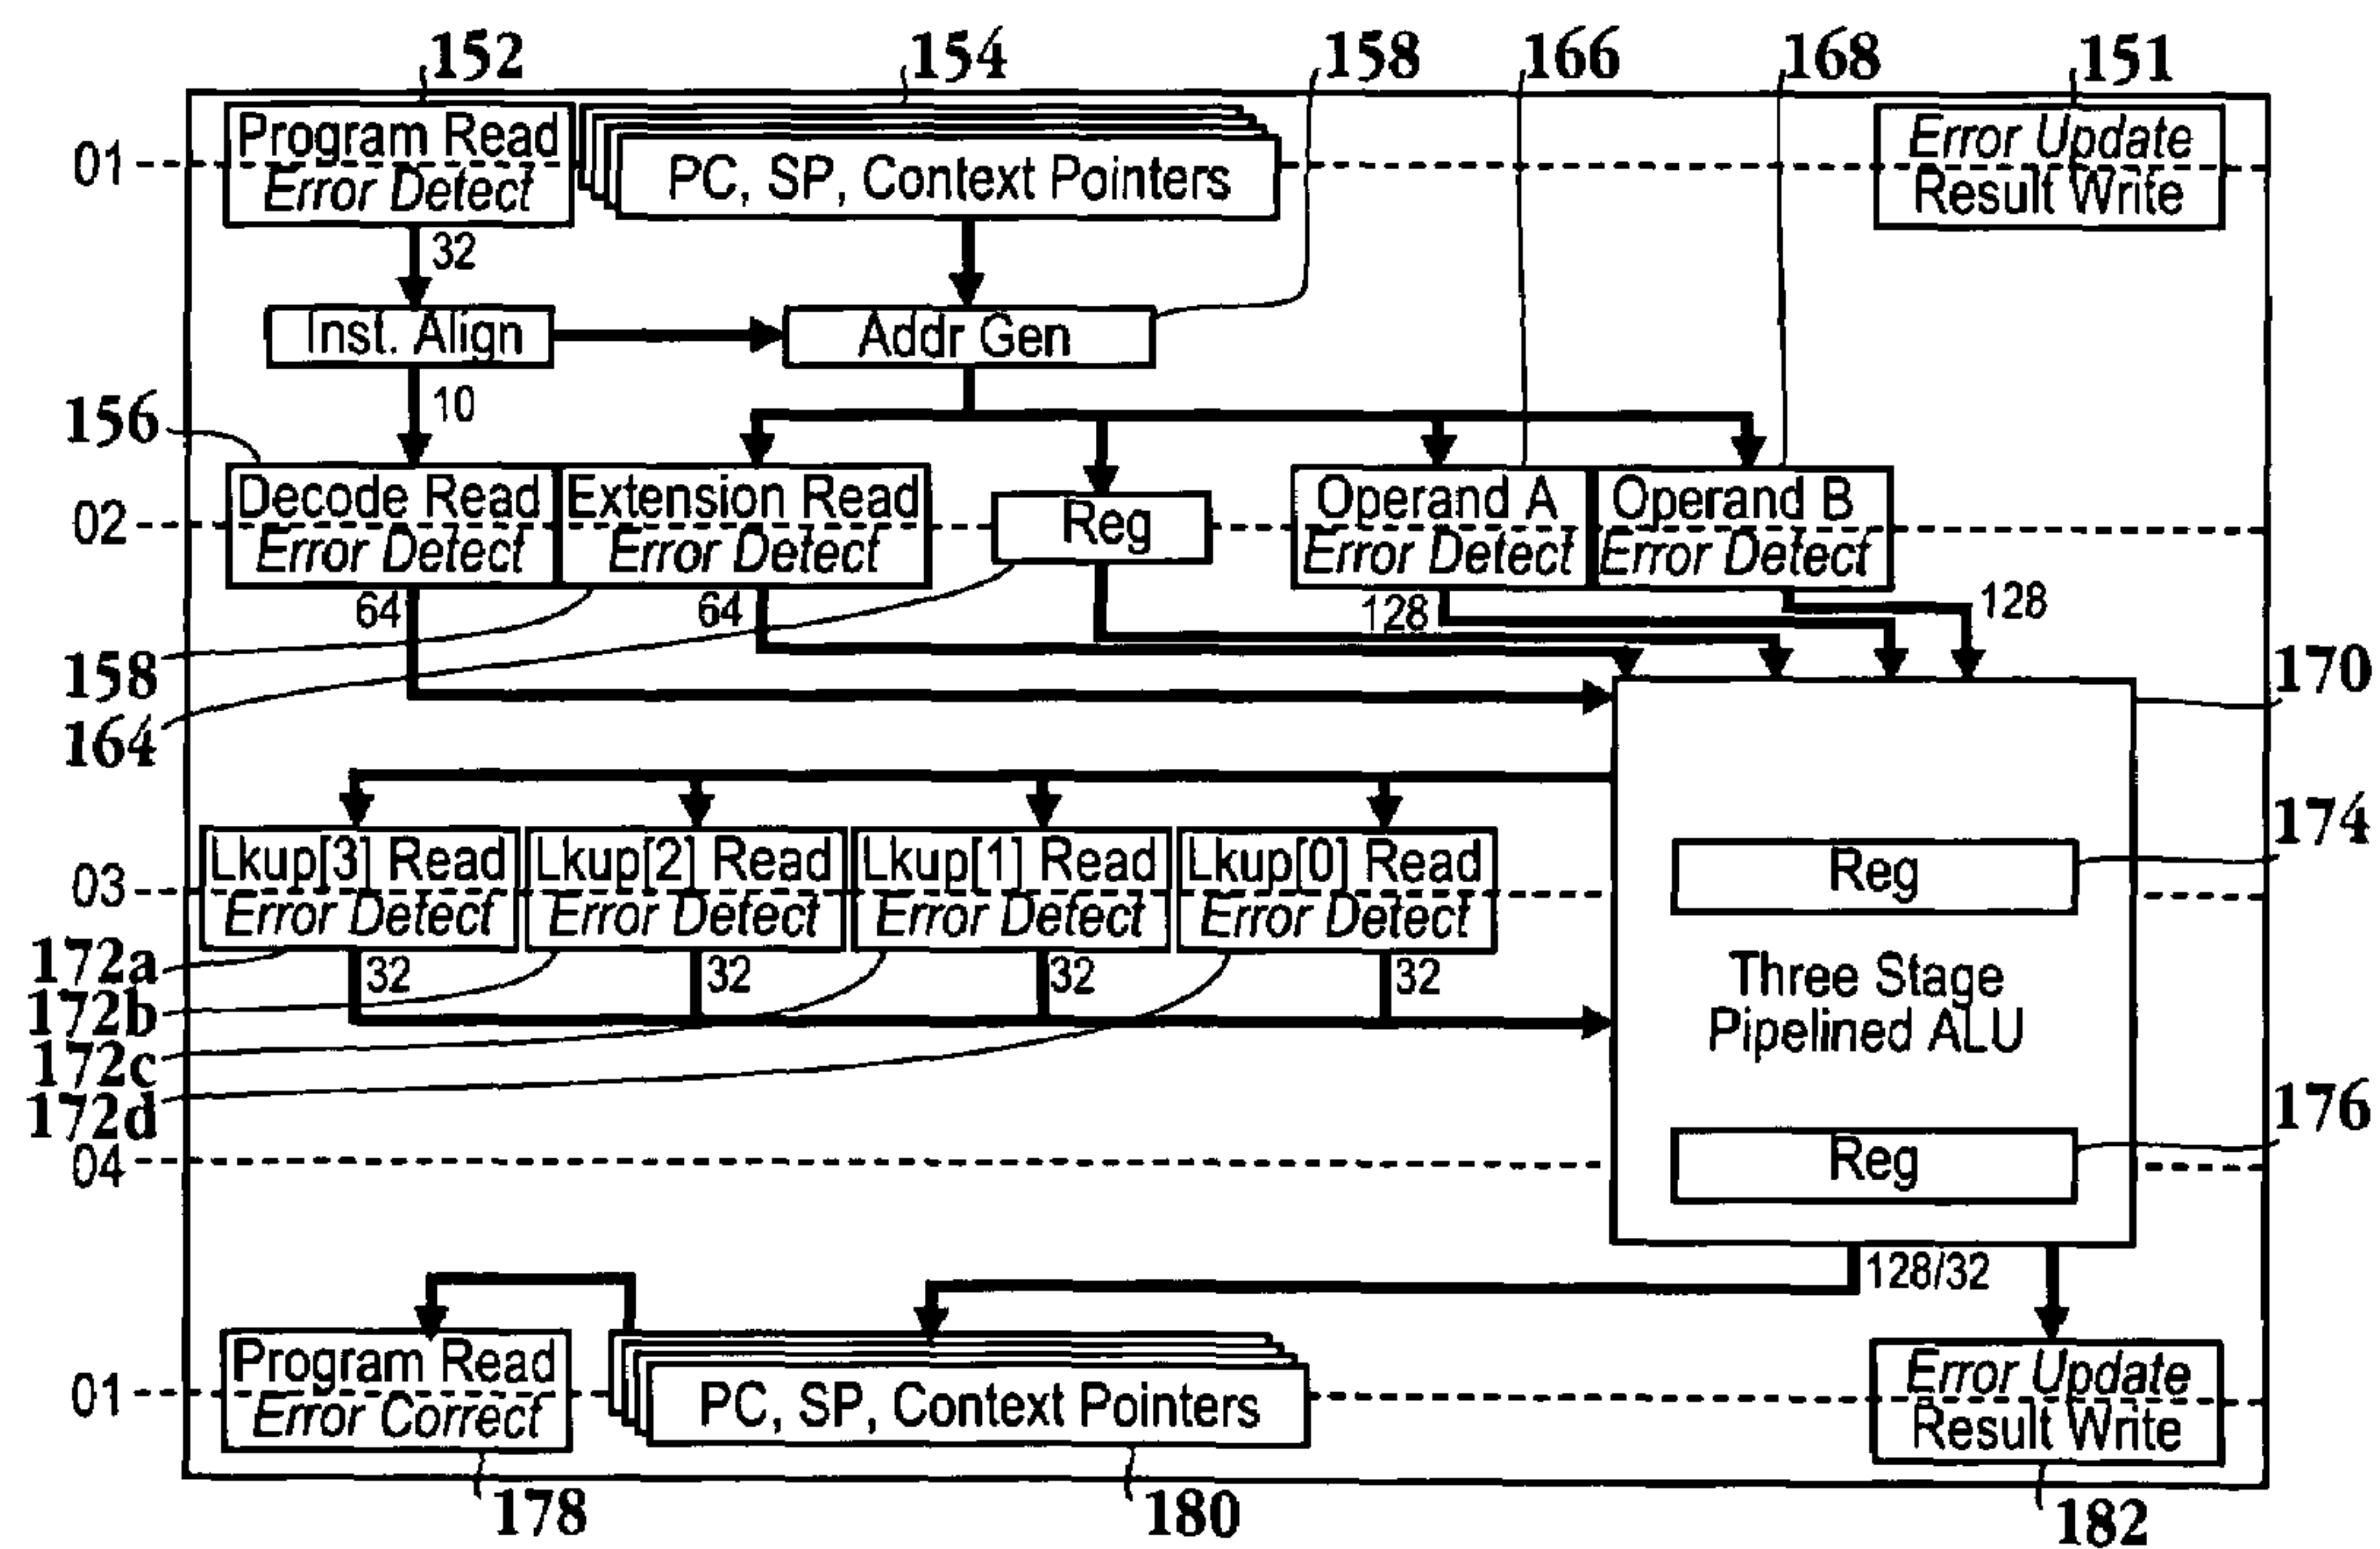 152 154 158 166 168 151
Program Read
Error Detect
PC, SP, Context Pointers
Error Update
Result Write
01
32
Inst. Align
Addr Gen
10
156
Decode Read
Error Detect
Extension Read
Error Detect
Reg
Operand A
Error Detect
Operand B
Error Detect
02
64
64
128
128
158
164
170
Lkup[3] Read
Error Detect
Lkup[2] Read
Error Detect
Lkup[1] Read
Error Detect
Lkup[0] Read
Error Detect
03
Reg
174
32
32
32
32
172a
172b
172c
172d
Three Stage
Pipelined ALU
04
Reg
176
128/32
Program Read
Error Correct
PC, SP, Context Pointers
Error Update
Result Write
01
178
180
182